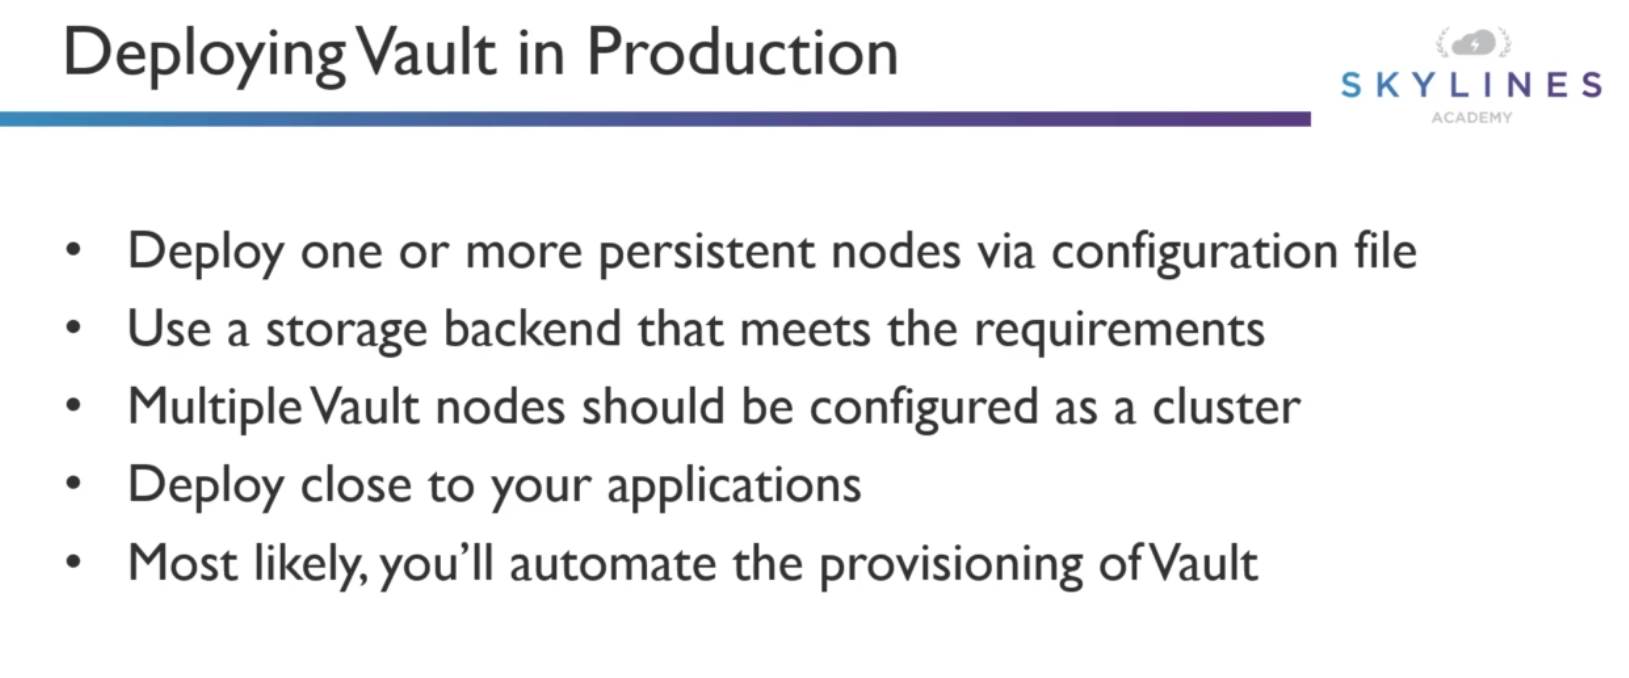 Deploying Vault in Production
SKYLINES
ACADEMY
• Deploy one or more persistent nodes via configuration file
• Use a storage backend that meets the requirements
• Multiple Vault nodes should be configured as a cluster
• Deploy close to your applications
• Most likely, you’ll automate the provisioning of Vault